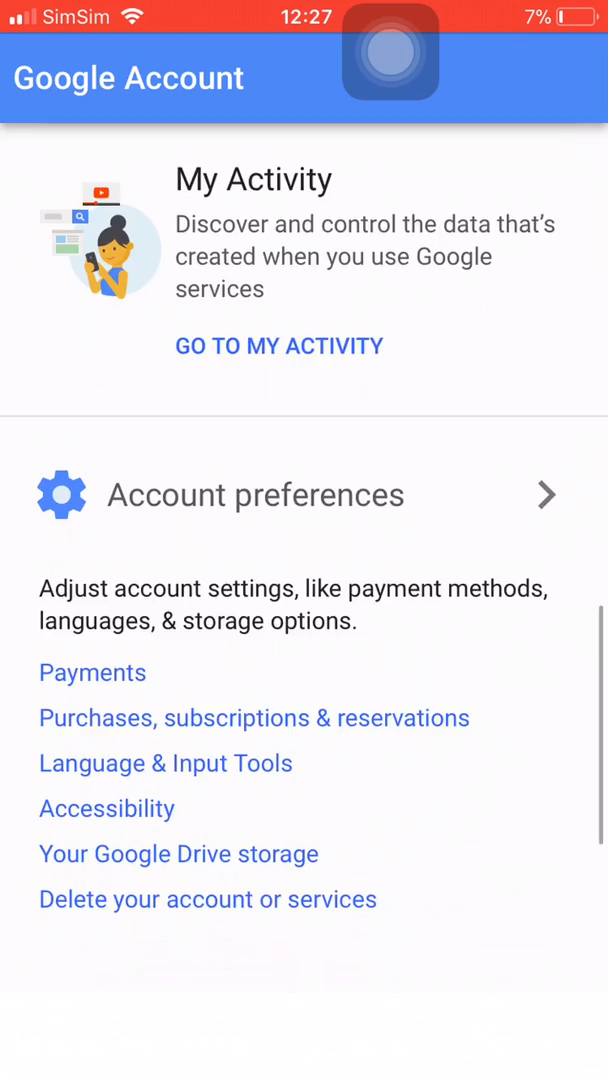 SimSim 12:27 7%
Google Account
My Activity
Discover and control the data that's
created when you use Google
services
GO TO MY ACTIVITY
Account preferences
Adjust account settings, like payment methods,
languages, & storage options.
Payments
Purchases, subscriptions & reservations
Language & Input Tools
Accessibility
Your Google Drive storage
Delete your account or services